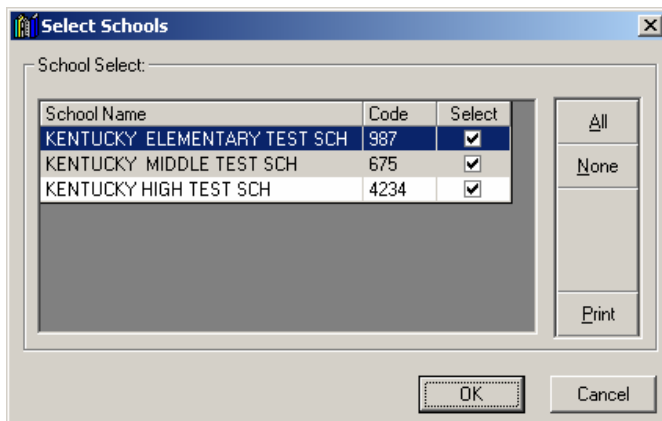 Select Schools
School Select:
School Name Code Select
KENTUCKY  ELEMENTARY TEST SCH 987
KENTUCKY  MIDDLE TEST SCH 675
KENTUCKY HIGH TEST SCH 4234
All
None
Print
OK Cancel